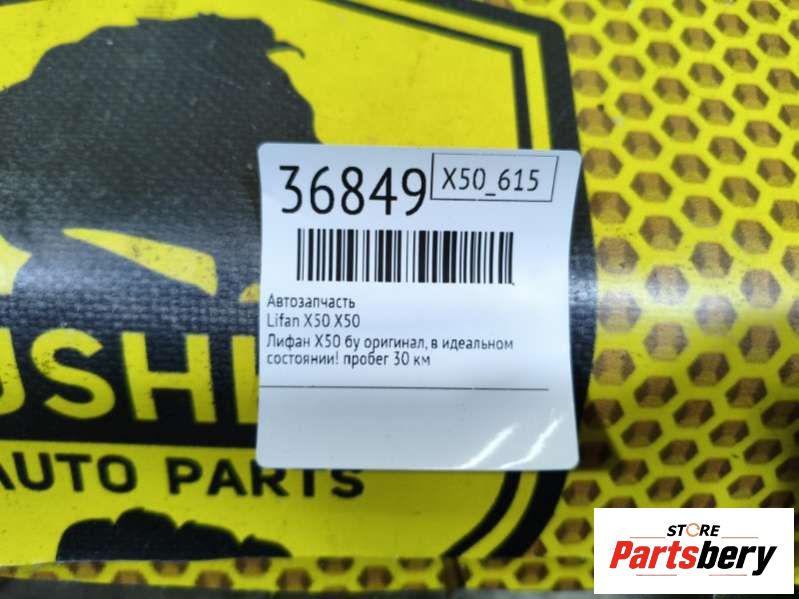 36849
X50_615
Автозапчасть
Lifan X50 X50
Лифан X50 бу оригинал, в идеальном
состоянии! пробег 30 км
AUTO PARTS
STORE
Partsbery